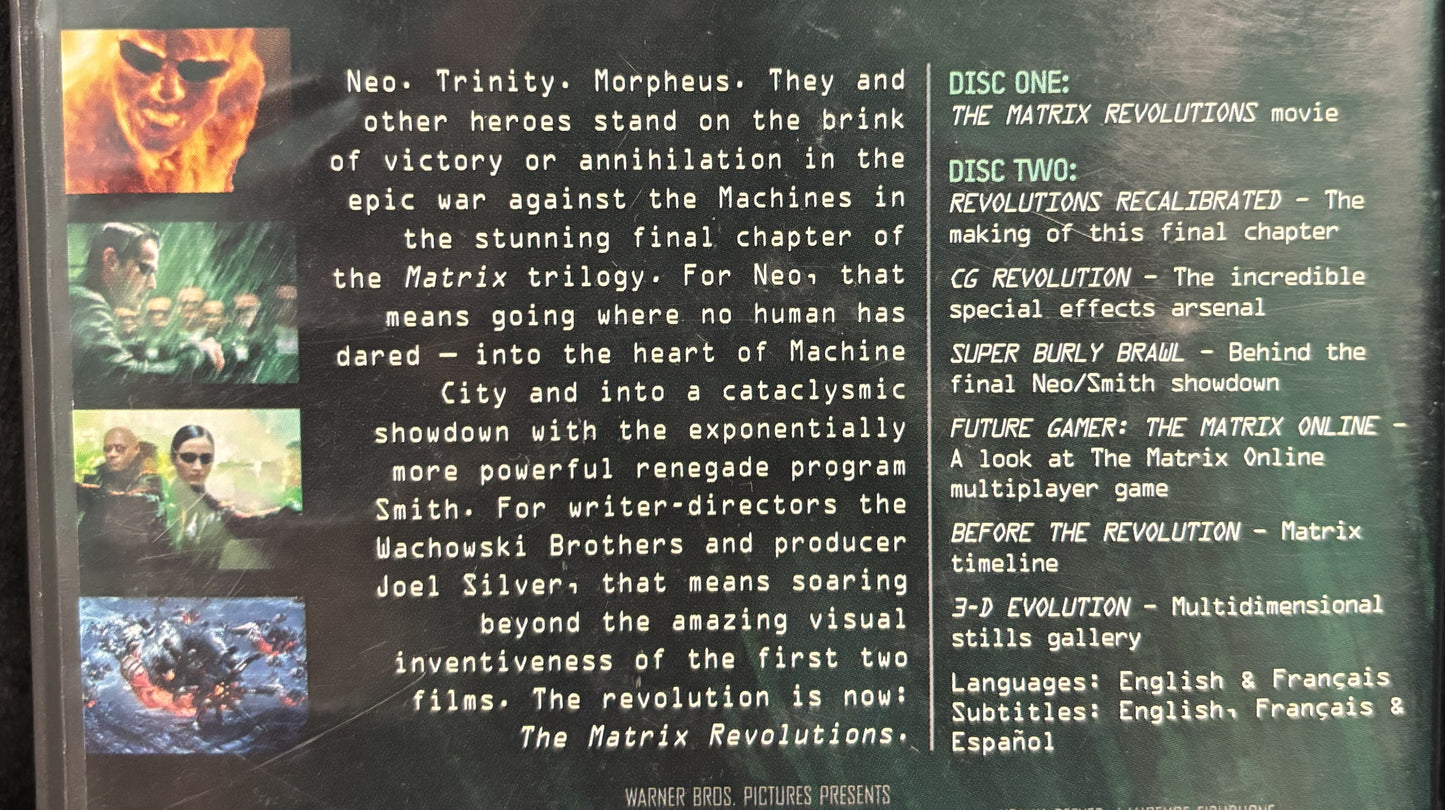 Neo. Trinity. Morpheus. They and
other heroes stand on the brink
of victory or annihilation in the
epic war against the Machines in
the stunning final chapter of
the Matrix trilogy. For Neo, that
means going where no human has
dared — into the heart of Machine
City and into a cataclysmic
showdown with the exponentially
more powerful renegade program
Smith. For writer-directors the
Wachowski Brothers and producer
Joel Silver, that means soaring
beyond the amazing visual
inventiveness of the first two
films. The revolution is now:
The Matrix Revolutions.
DISC ONE:
THE MATRIX REVOLUTIONS movie
DISC TWO:
REVOLUTIONS RECALIBRATED – The
making of this final chapter
CG REVOLUTION – The incredible
special effects arsenal
SUPER BURLY BRAWL – Behind the
final Neo/Smith showdown
FUTURE GAMER: THE MATRIX ONLINE –
A look at The Matrix Online
multiplayer game
BEFORE THE REVOLUTION – Matrix
timeline
3-D EVOLUTION – Multidimensional
stills gallery
Languages: English & Français
Subtitles: English, Français &
Español
WARNER BROS. PICTURES PRESENTS